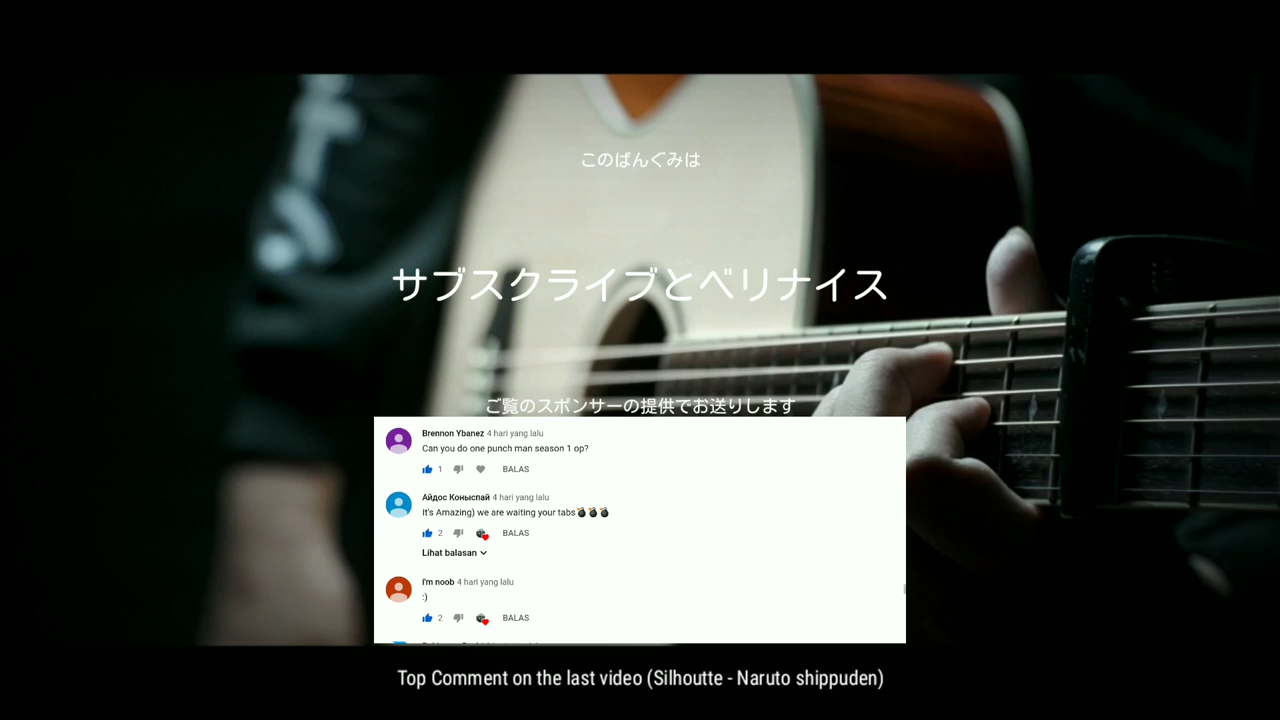 このばんぐみは
サブスクライブとベリナイス
ご覧のスポンサーの提供でお送りします
Brennon Ybanez 4 hari yang lalu
Can you do one punch man season 1 op?
1 BALAS
Айдос Коныспай 4 hari yang lalu
It's Amazing) we are waiting your tabs💣💣💣
2 BALAS
Lihat balasan
I'm noob 4 hari yang lalu
:)
2 BALAS
Top Comment on the last video (Silhoutte - Naruto shippuden)